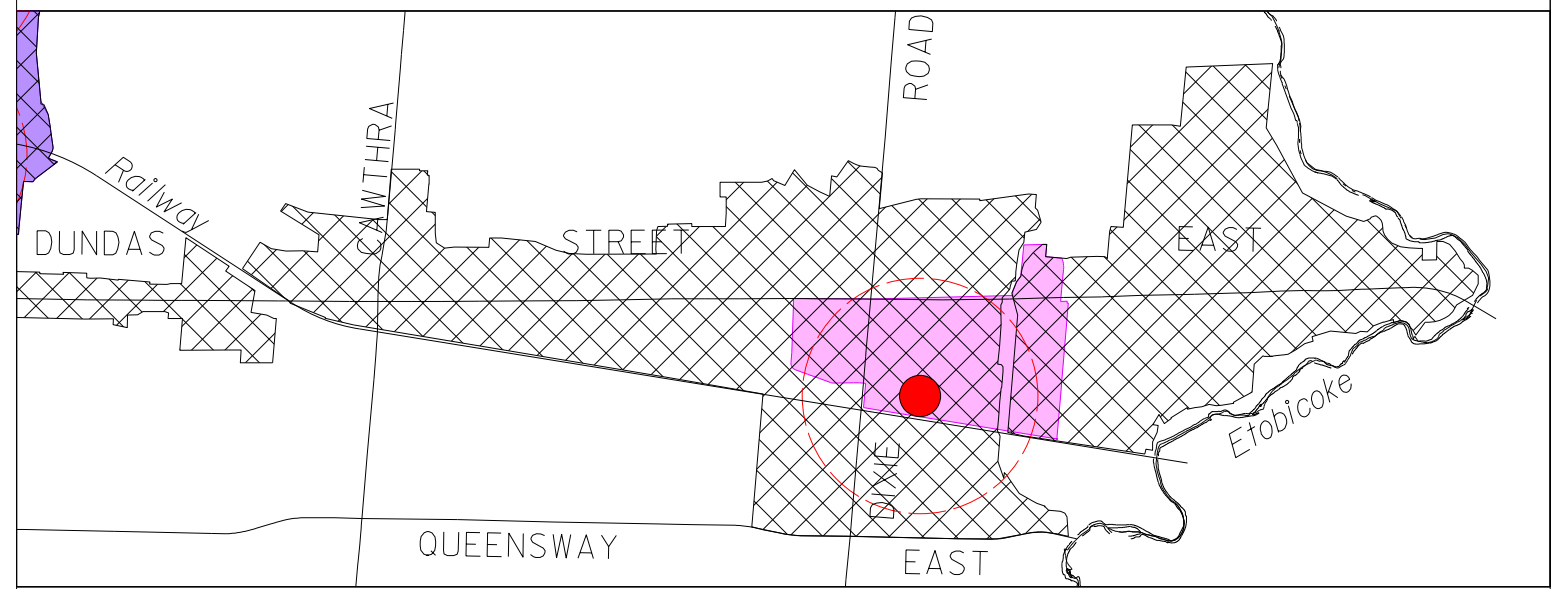 ROAD
CAWTHRA
Railway
DUNDAS STREET EAST
Etobicoke
DIXIE
QUEENSWAY EAST